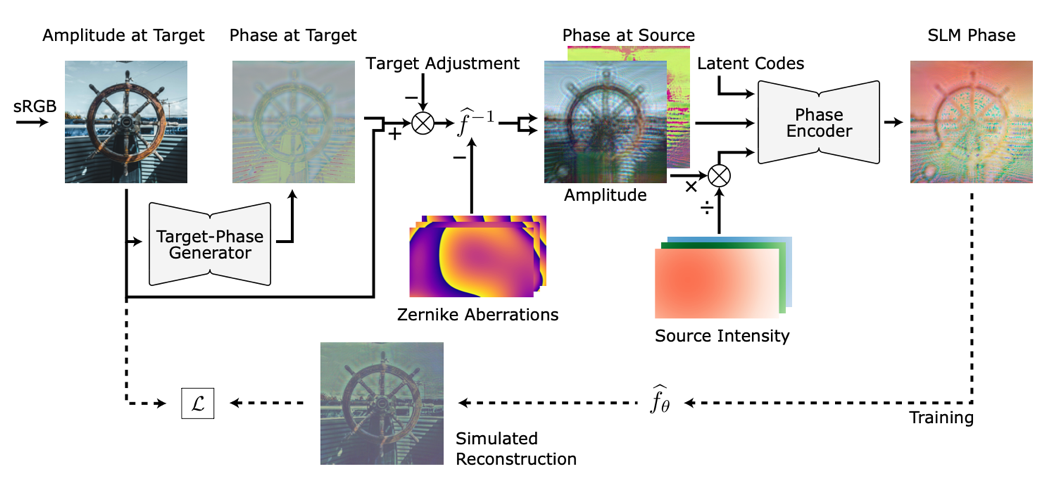 Amplitude at Target
Phase at Target
Phase at Source
SLM Phase
Target Adjustment
Latent Codes
sRGB
−
+
⊗
f̂⁻¹
−
Phase
Encoder
Amplitude
×
⊗
÷
Target-Phase
Generator
Zernike Aberrations
Source Intensity
ℒ
f̂θ
Training
Simulated
Reconstruction